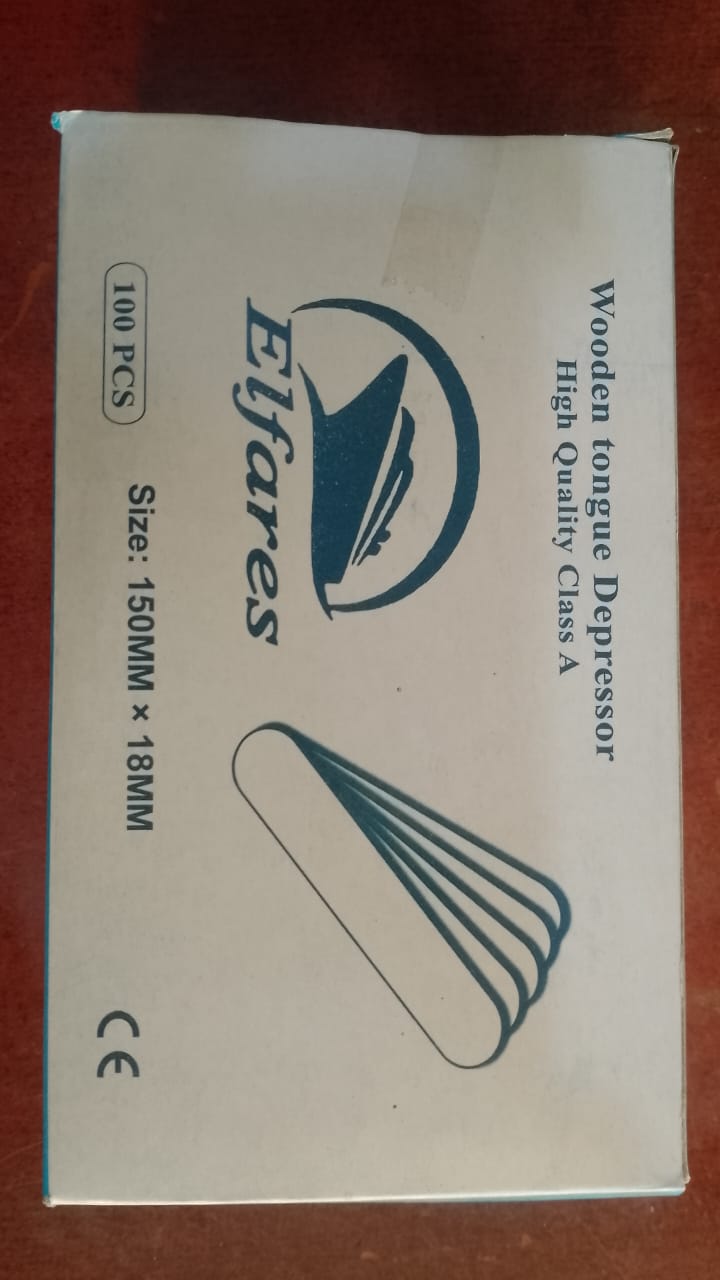 Wooden tongue Depressor
High Quality Class A
Elfares
100 PCS
Size: 150MM × 18MM
CE